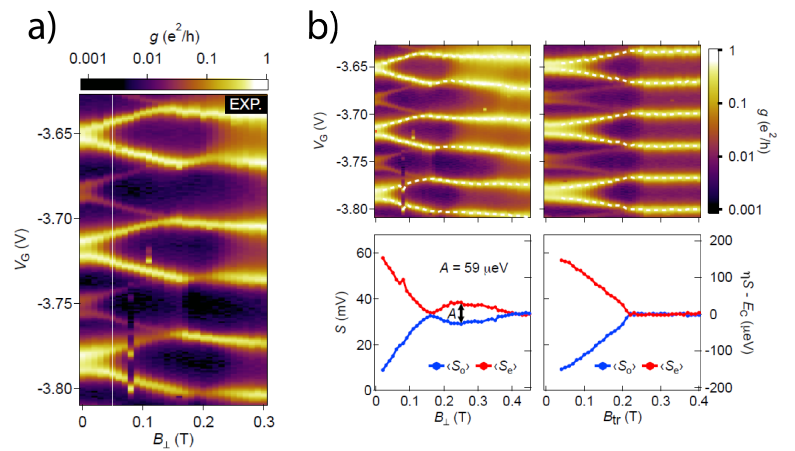 a)
g (e²/h)
0.001 0.01 0.1 1
EXP.
-3.65
-3.70
-3.75
-3.80
V_G (V)
0.0 0.1 0.2 0.3
B_⊥ (T)
b)
-3.65
-3.70
-3.75
-3.80
V_G (V)
1
0.1
0.01
0.001
g (e²/h)
60
40
20
0
S (mV)
A = 59 μeV
A
⟨S_o⟩ ⟨S_e⟩
0.0 0.1 0.2 0.3 0.4
B_⊥ (T)
⟨S_o⟩ ⟨S_e⟩
0.0 0.1 0.2 0.3 0.4
B_tr (T)
200
100
0
-100
-200
ηS - E_C (μeV)